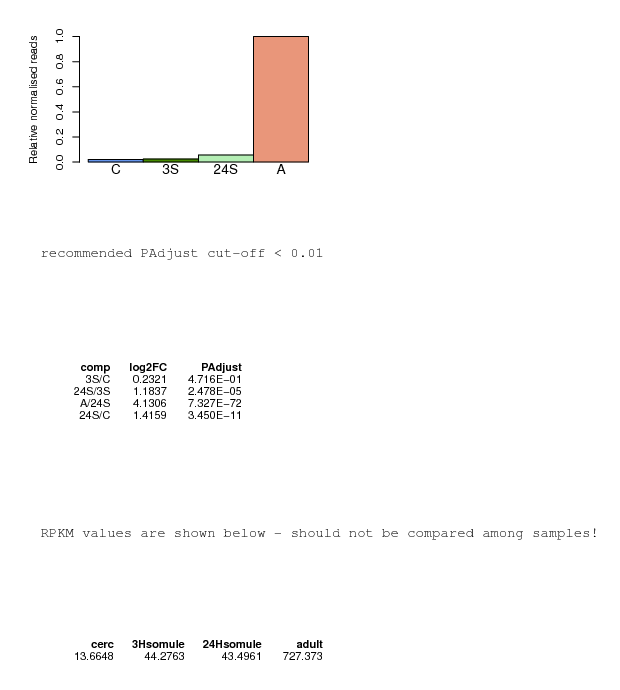 Relative normalised reads
1.0
0.8
0.6
0.4
0.2
0.0
C 3S 24S A
recommended PAdjust cut-off < 0.01
comp log2FC PAdjust
3S/C 0.2321 4.716E-01
24S/3S 1.1837 2.478E-05
A/24S 4.1306 7.327E-72
24S/C 1.4159 3.450E-11
RPKM values are shown below - should not be compared among samples!
cerc 3Hsomule 24Hsomule adult
13.6648 44.2763 43.4961 727.373